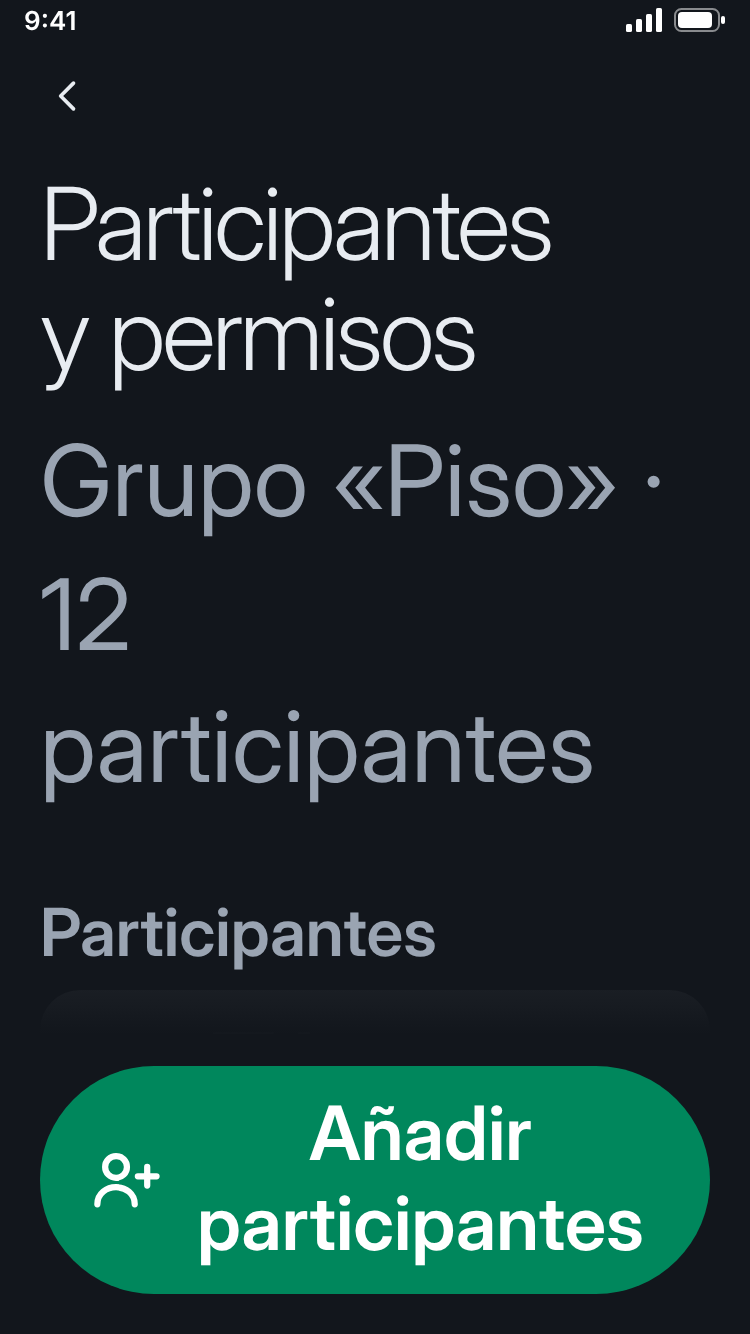 9:41
Participantes
y permisos
Grupo «Piso» ·
12
participantes
Participantes
Añadir
participantes